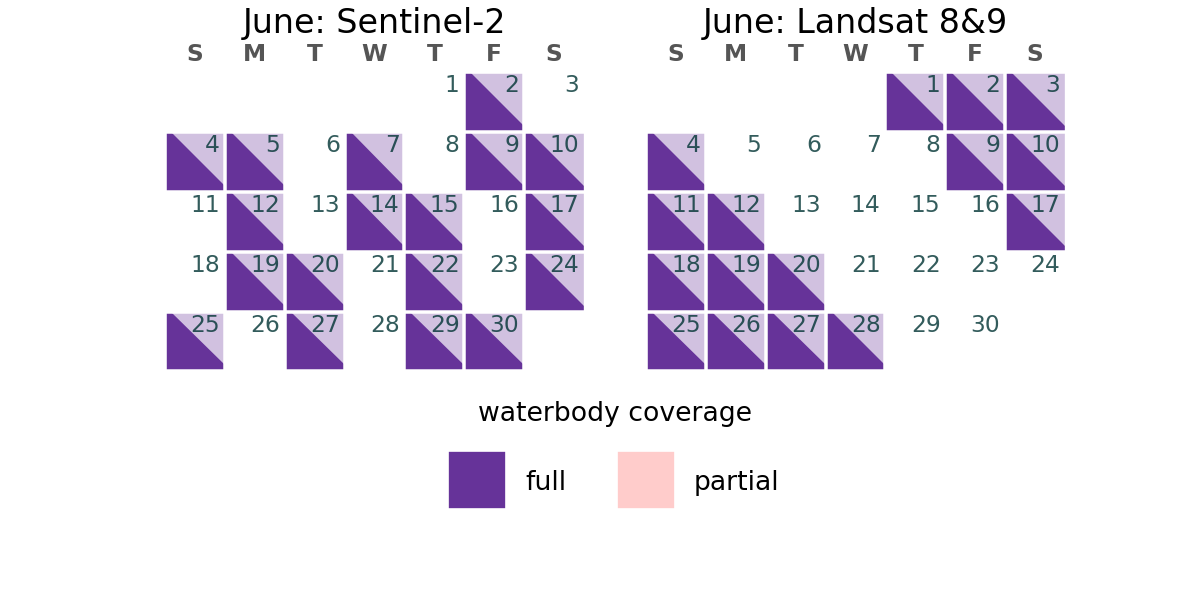 June: Sentinel-2
S M T W T F S
1 2 3
4 5 6 7 8 9 10
11 12 13 14 15 16 17
18 19 20 21 22 23 24
25 26 27 28 29 30
June: Landsat 8&9
S M T W T F S
1 2 3
4 5 6 7 8 9 10
11 12 13 14 15 16 17
18 19 20 21 22 23 24
25 26 27 28 29 30
waterbody coverage
full partial